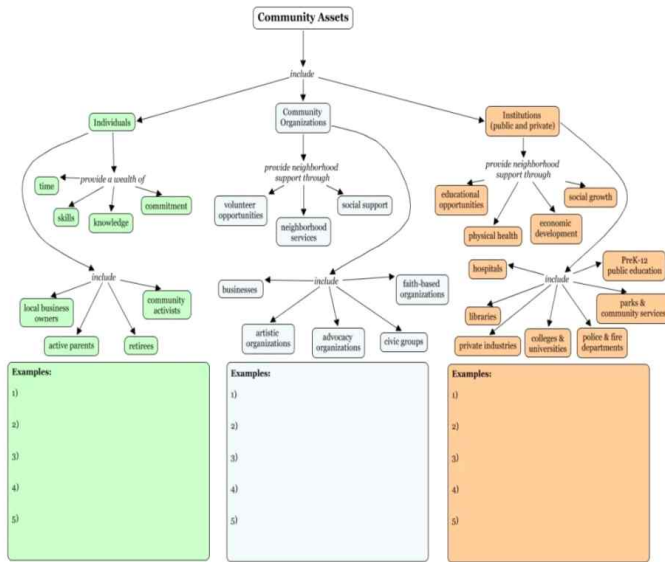 Community Assets
include
Individuals
Community
Organizations
Institutions
(public and private)
provide a wealth of
time
skills
knowledge
commitment
provide neighborhood
support through
volunteer
opportunities
neighborhood
services
social support
provide neighborhood
support through
educational
opportunities
physical health
economic
development
social growth
include
local business
owners
active parents
retirees
community
activists
include
businesses
artistic
organizations
advocacy
organizations
civic groups
faith-based
organizations
include
hospitals
libraries
private industries
colleges &
universities
police & fire
departments
parks &
community services
PreK-12
public education
Examples:
1)
2)
3)
4)
5)
Examples:
1)
2)
3)
4)
5)
Examples:
1)
2)
3)
4)
5)